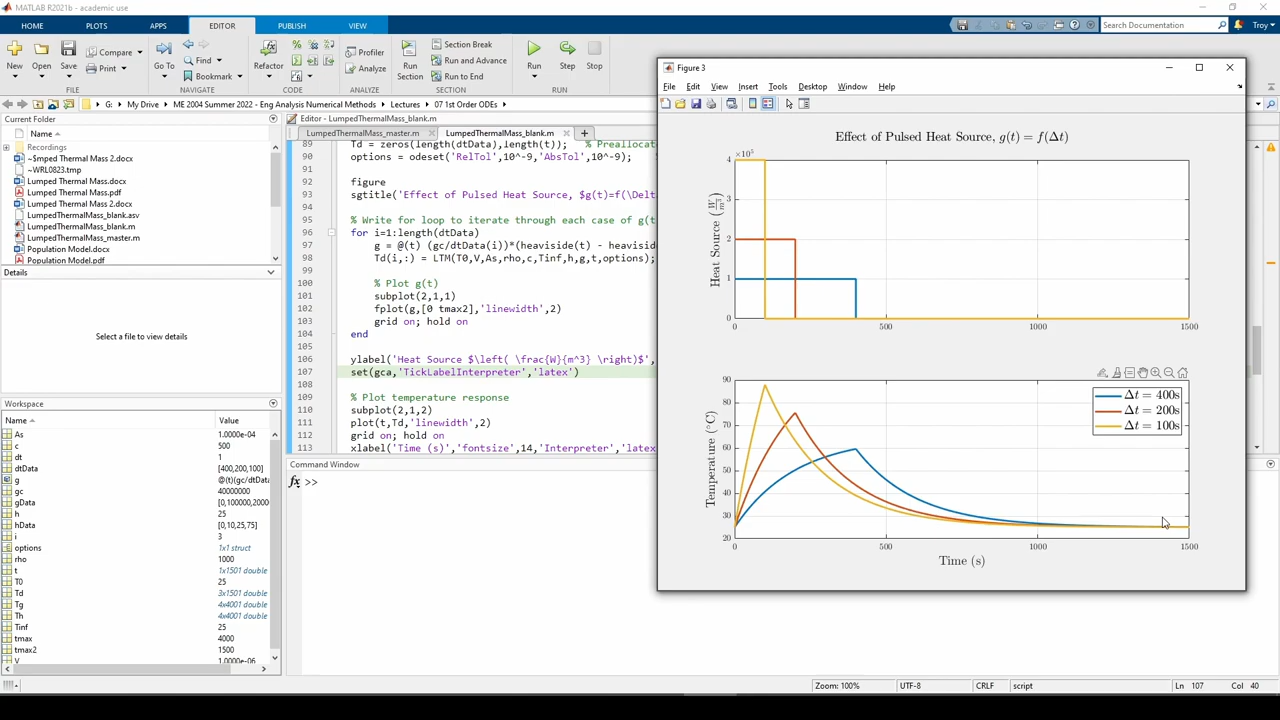 MATLAB R2021b - academic use
HOME PLOTS APPS EDITOR PUBLISH VIEW
Search Documentation
Troy
New Open Save Compare Print
Go To Find Bookmark
Refactor
Profiler Analyze
Run Section
Section Break
Run and Advance
Run to End
Run Step Stop
FILE NAVIGATE CODE ANALYZE SECTION RUN
G: My Drive ME 2004 Summer 2022 - Eng Analysis Numerical Methods Lectures 07 1st Order ODEs
Current Folder
Name
Recordings
~$mped Thermal Mass 2.docx
~WRL0823.tmp
Lumped Thermal Mass.docx
Lumped Thermal Mass.pdf
Lumped Thermal Mass 2.docx
LumpedThermalMass_blank.asv
LumpedThermalMass_blank.m
LumpedThermalMass_master.m
Population Model.docx
Population Model.pdf
Details
Select a file to view details
Workspace
Name Value
As 1.0000e-04
c 500
dt 1
dtData [400,200,100]
g @(t)(gc/dtData
gc 40000000
gData [0,100000,2000
h 25
hData [0,10,25,75]
i 3
options 1x1 struct
rho 1000
t 1x1501 double
T0 25
Td 3x1501 double
Tg 4x4001 double
Th 4x4001 double
Tinf 25
tmax 4000
tmax2 1500
V 1.0000e-06
Editor - LumpedThermalMass_blank.m
LumpedThermalMass_master.m LumpedThermalMass_blank.m
89 Td = zeros(length(dtData),length(t)); % Preallocat
90 options = odeset('RelTol',10^-9,'AbsTol',10^-9);
91
92 figure
93 sgtitle('Effect of Pulsed Heat Source, $g(t)=f(\Delt
94
95 % Write for loop to iterate through each case of g(t
96 for i=1:length(dtData)
97 g = @(t) (gc/dtData(i))*(heaviside(t) - heavisid
98 Td(i,:) = LTM(T0,V,As,rho,c,Tinf,h,g,t,options);
99
100 % Plot g(t)
101 subplot(2,1,1)
102 fplot(g,[0 tmax2],'linewidth',2)
103 grid on; hold on
104 end
105
106 ylabel('Heat Source $\left( \frac{W}{m^3} \right)$',
107 set(gca,'TickLabelInterpreter','latex')
108
109 % Plot temperature response
110 subplot(2,1,2)
111 plot(t,Td,'linewidth',2)
112 grid on; hold on
113 xlabel('Time (s)','fontsize',14,'Interpreter','latex
Command Window
fx >>
Figure 3
File Edit View Insert Tools Desktop Window Help
Effect of Pulsed Heat Source, g(t) = f(Δt)
×10⁵
4
3
2
1
0
Heat Source (W/m³)
0 500 1000 1500
90
80
70
60
50
40
30
20
Temperature (°C)
Δt = 400s
Δt = 200s
Δt = 100s
0 500 1000 1500
Time (s)
Zoom: 100% UTF-8 CRLF script Ln 107 Col 40